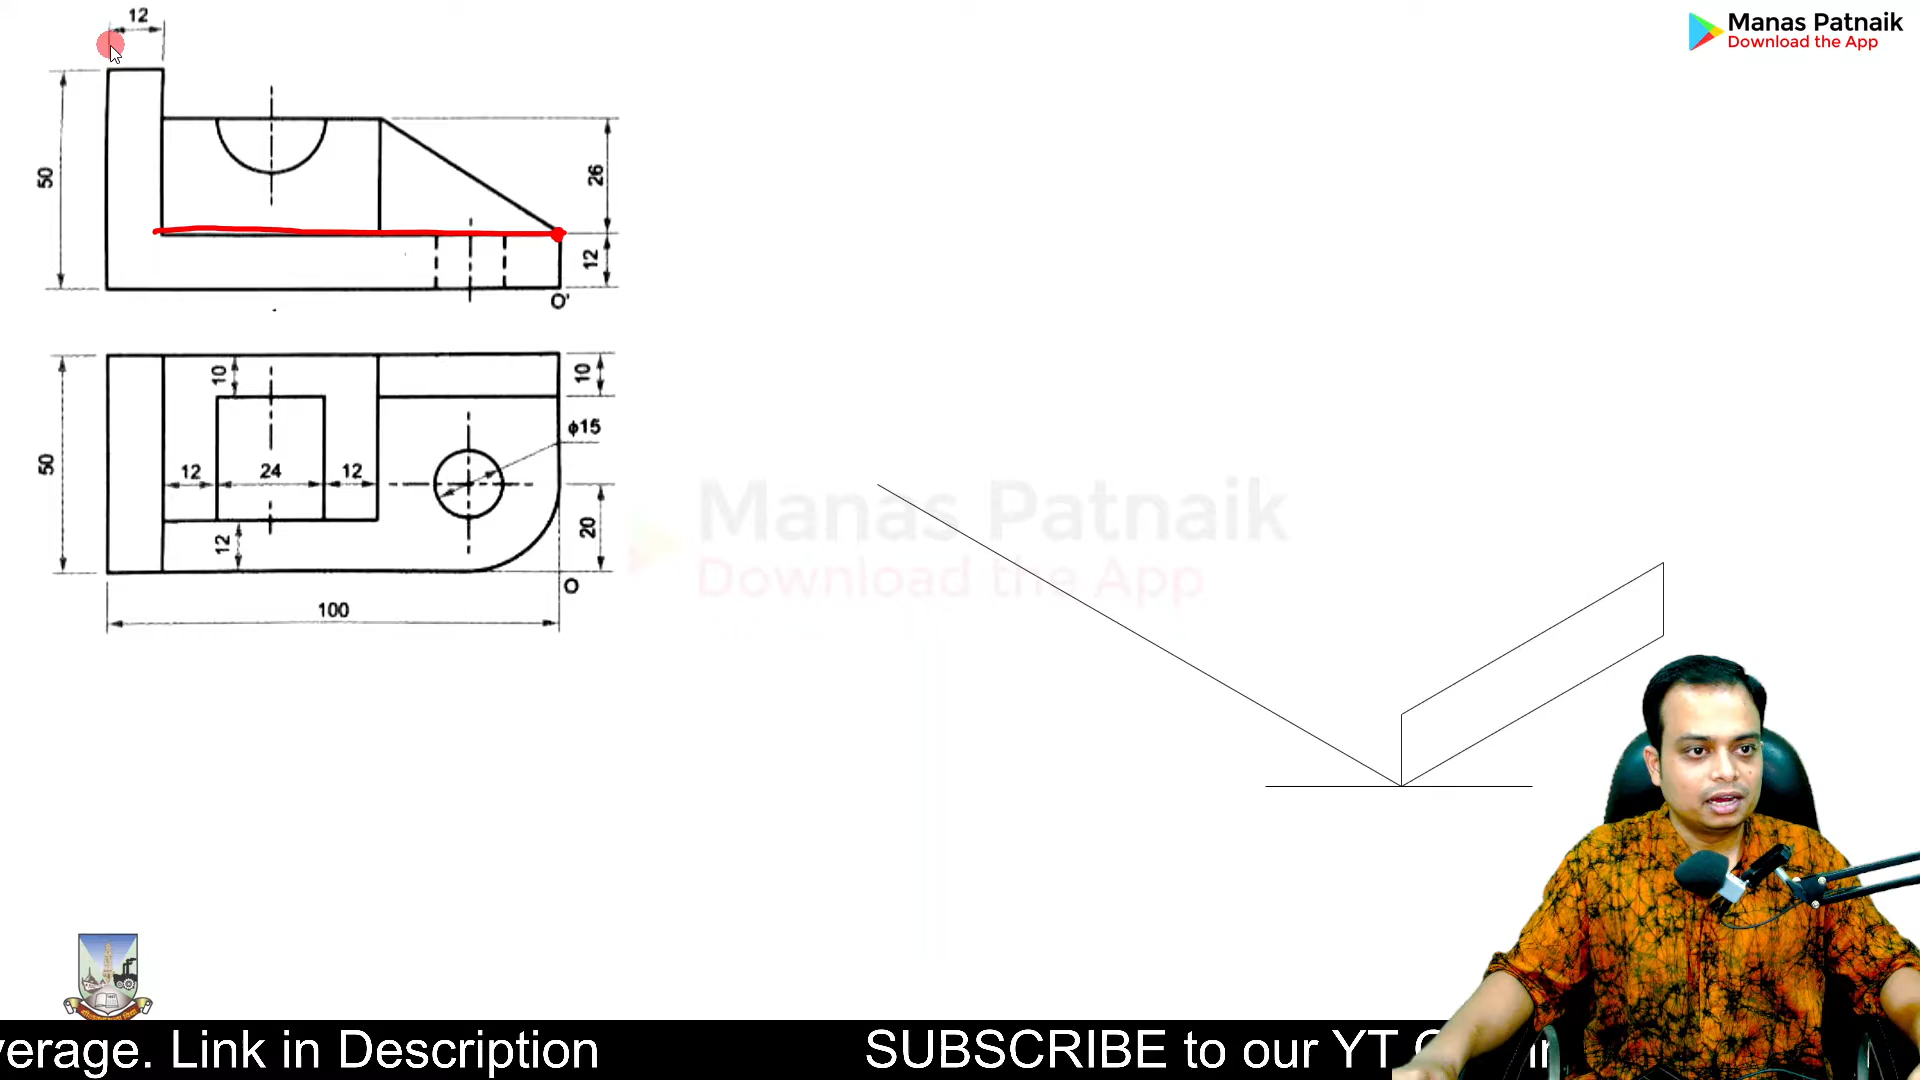 12
Manas Patnaik
Download the App
50
26
12
O'
10
10
ϕ15
50
12
24
12
20
12
O
100
Manas Patnaik
Download the App
verage. Link in Description
SUBSCRIBE to our YT